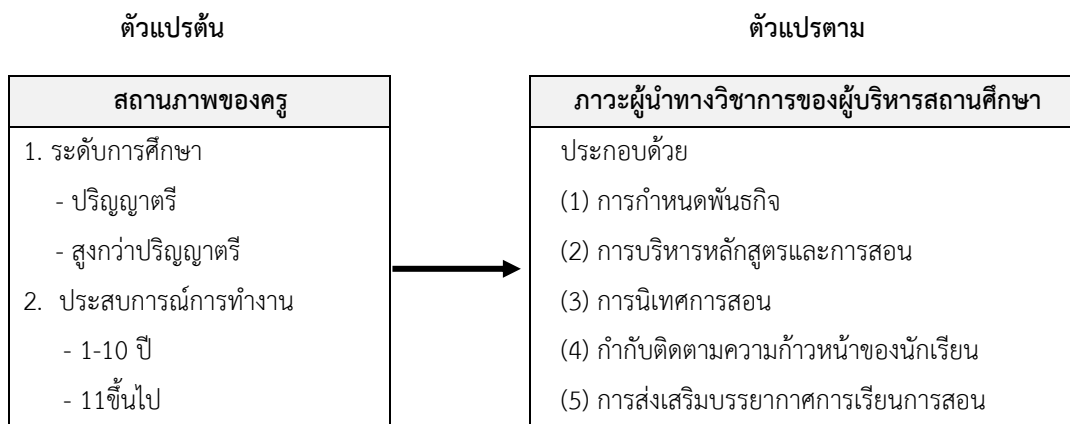 ตัวแปรต้น
ตัวแปรตาม
สถานภาพของครู
1. ระดับการศึกษา
- ปริญญาตรี
- สูงกว่าปริญญาตรี
2. ประสบการณ์การทำงาน
- 1-10 ปี
- 11ขึ้นไป
ภาวะผู้นำทางวิชาการของผู้บริหารสถานศึกษา
ประกอบด้วย
(1) การกำหนดพันธกิจ
(2) การบริหารหลักสูตรและการสอน
(3) การนิเทศการสอน
(4) กำกับติดตามความก้าวหน้าของนักเรียน
(5) การส่งเสริมบรรยากาศการเรียนการสอน